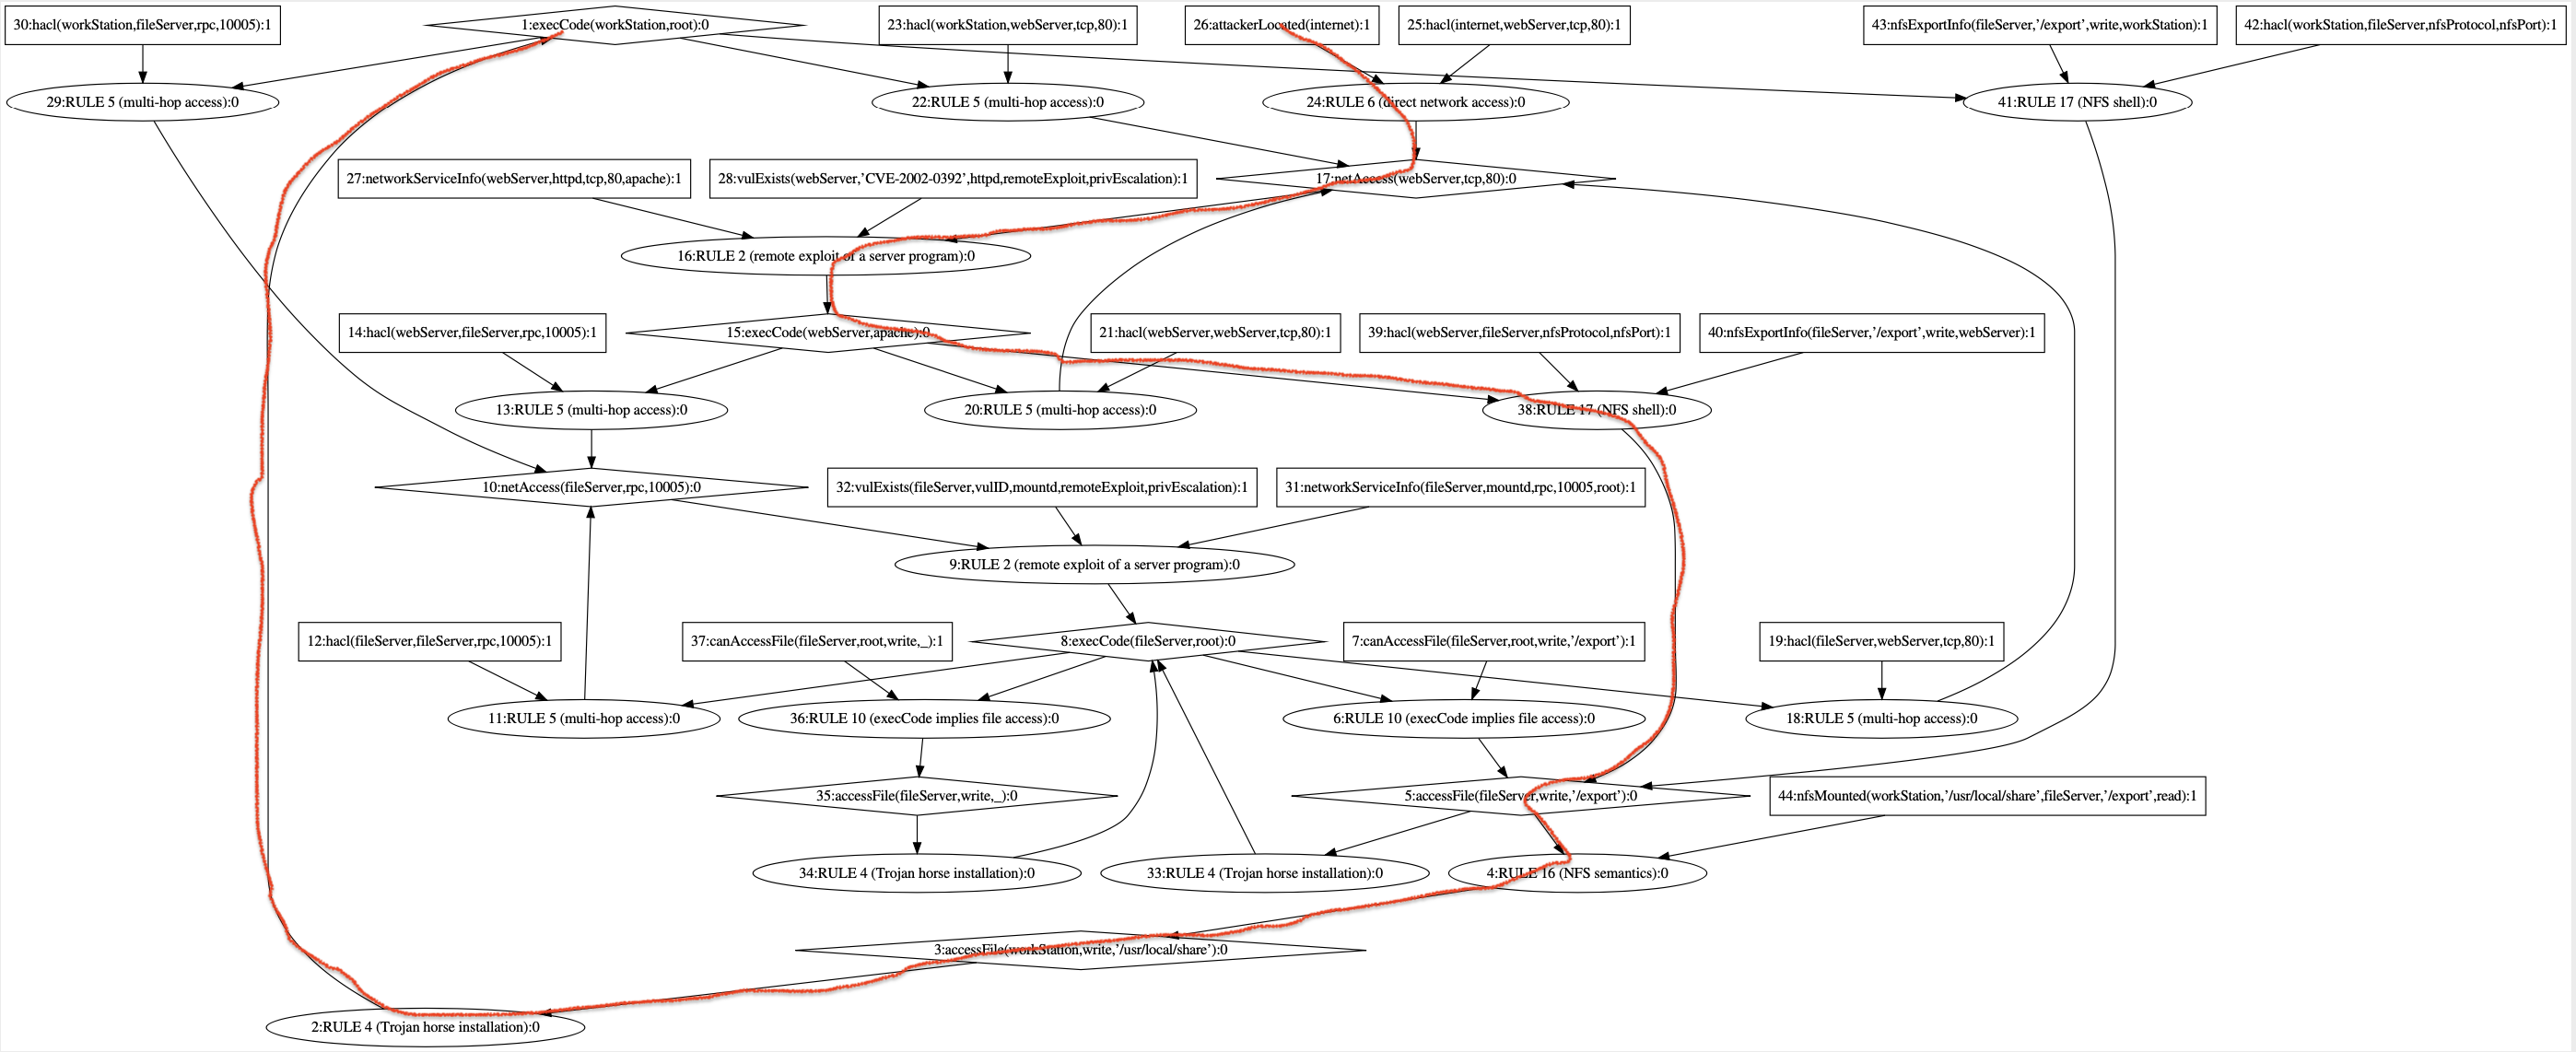 30:hacl(workStation,fileServer,rpc,10005):1
1:execCode(workStation,root):0
23:hacl(workStation,webServer,tcp,80):1
26:attackerLocated(internet):1
25:hacl(internet,webServer,tcp,80):1
43:nfsExportInfo(fileServer,’/export’,write,workStation):1
42:hacl(workStation,fileServer,nfsProtocol,nfsPort):1
29:RULE 5 (multi-hop access):0
22:RULE 5 (multi-hop access):0
24:RULE 6 (direct network access):0
41:RULE 17 (NFS shell):0
27:networkServiceInfo(webServer,httpd,tcp,80,apache):1
28:vulExists(webServer,’CVE-2002-0392’,httpd,remoteExploit,privEscalation):1
17:netAccess(webServer,tcp,80):0
16:RULE 2 (remote exploit of a server program):0
14:hacl(webServer,fileServer,rpc,10005):1
15:execCode(webServer,apache):0
21:hacl(webServer,webServer,tcp,80):1
39:hacl(webServer,fileServer,nfsProtocol,nfsPort):1
40:nfsExportInfo(fileServer,’/export’,write,webServer):1
13:RULE 5 (multi-hop access):0
20:RULE 5 (multi-hop access):0
38:RULE 17 (NFS shell):0
10:netAccess(fileServer,rpc,10005):0
32:vulExists(fileServer,vulID,mountd,remoteExploit,privEscalation):1
31:networkServiceInfo(fileServer,mountd,rpc,10005,root):1
9:RULE 2 (remote exploit of a server program):0
12:hacl(fileServer,fileServer,rpc,10005):1
37:canAccessFile(fileServer,root,write,_):1
8:execCode(fileServer,root):0
7:canAccessFile(fileServer,root,write,’/export’):1
19:hacl(fileServer,webServer,tcp,80):1
11:RULE 5 (multi-hop access):0
36:RULE 10 (execCode implies file access):0
6:RULE 10 (execCode implies file access):0
18:RULE 5 (multi-hop access):0
35:accessFile(fileServer,write,_):0
5:accessFile(fileServer,write,’/export’):0
44:nfsMounted(workStation,’/usr/local/share’,fileServer,’/export’,read):1
34:RULE 4 (Trojan horse installation):0
33:RULE 4 (Trojan horse installation):0
4:RULE 16 (NFS semantics):0
3:accessFile(workStation,write,’/usr/local/share’):0
2:RULE 4 (Trojan horse installation):0